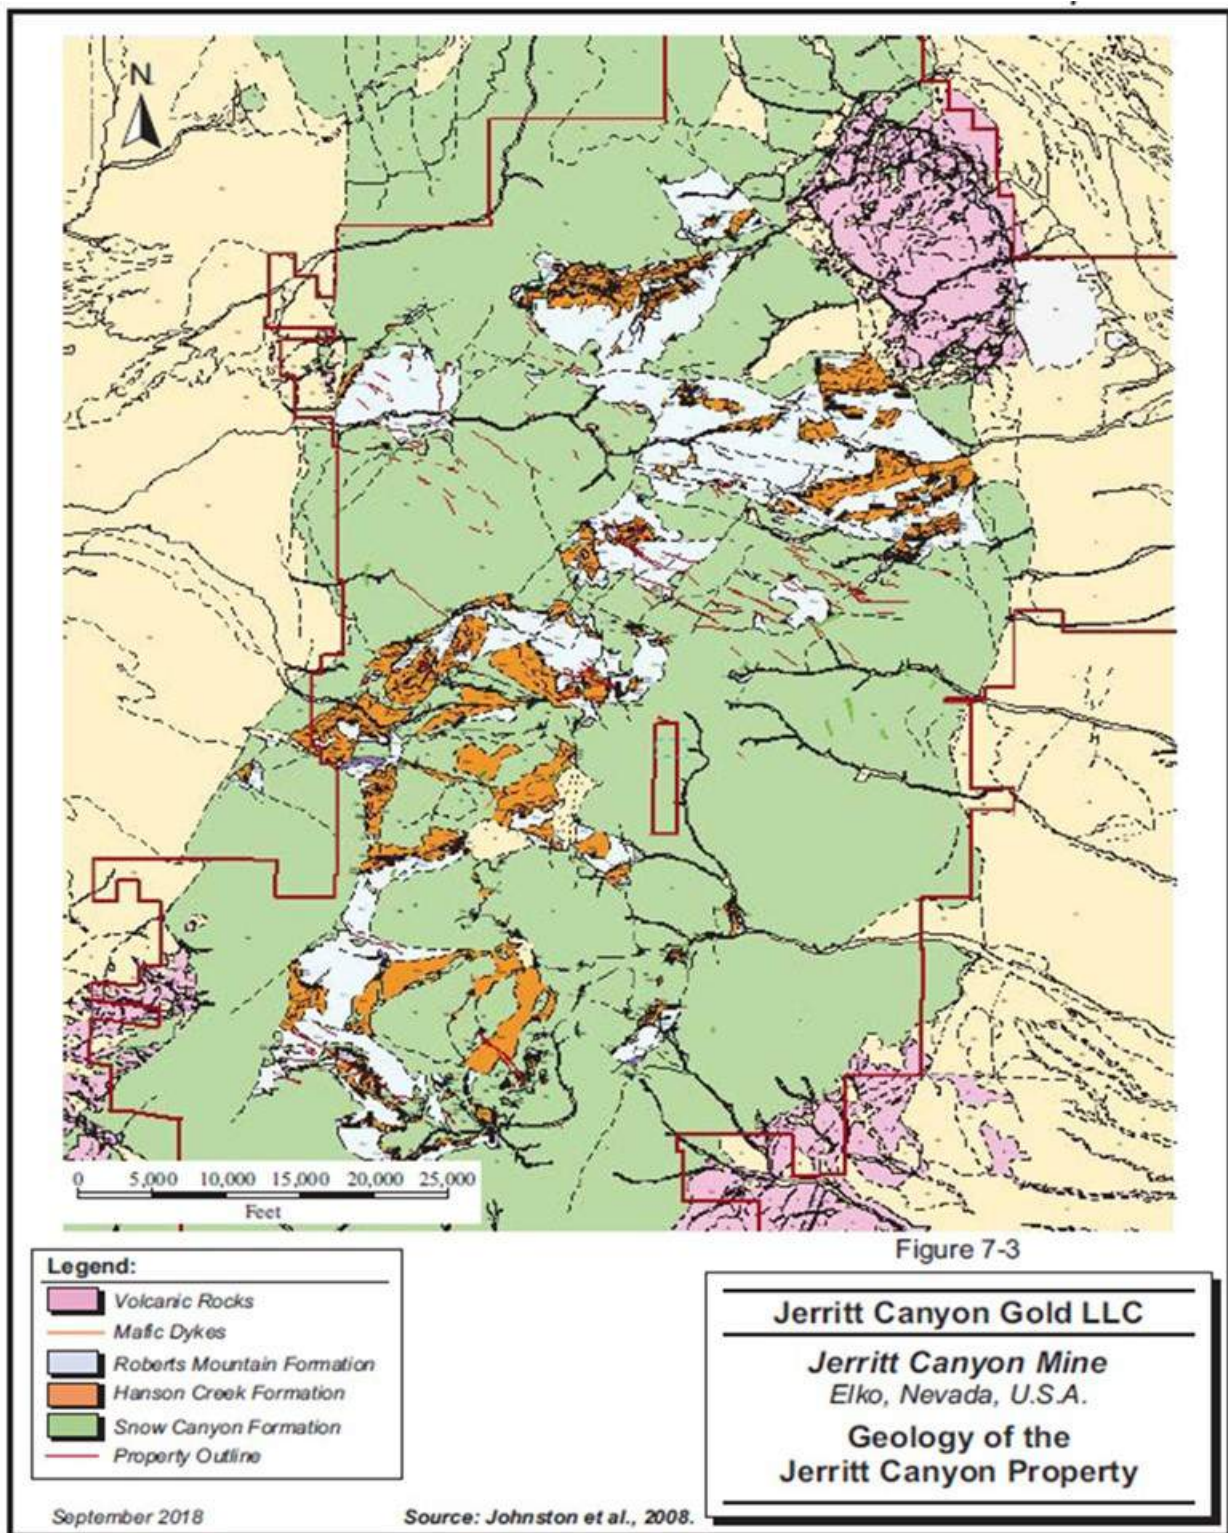 N
0 5,000 10,000 15,000 20,000 25,000
Feet
Figure 7-3
Legend:
Volcanic Rocks
Mafic Dykes
Roberts Mountain Formation
Hanson Creek Formation
Snow Canyon Formation
Property Outline
Jerritt Canyon Gold LLC
Jerritt Canyon Mine
Elko, Nevada, U.S.A.
Geology of the
Jerritt Canyon Property
September 2018
Source: Johnston et al., 2008.